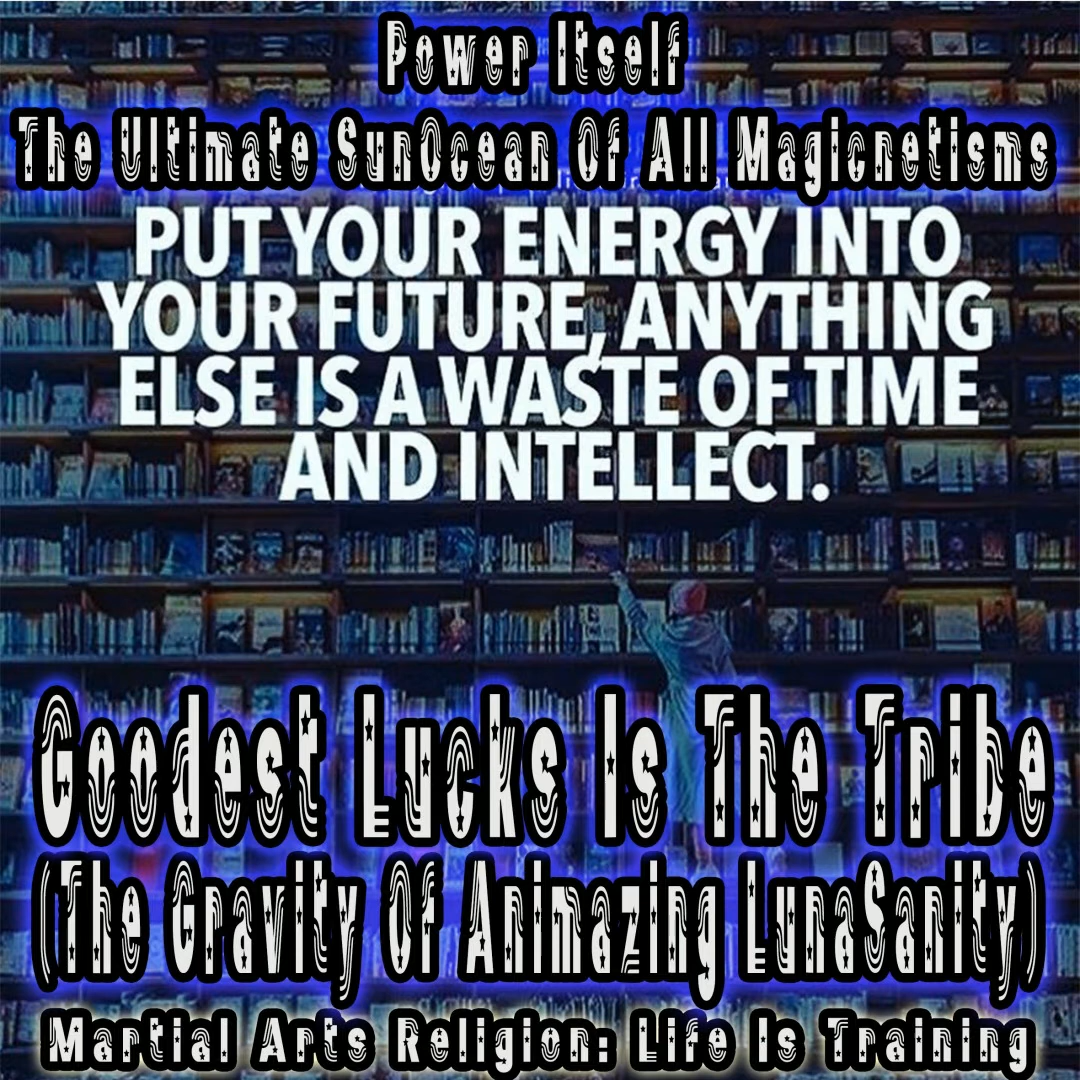 Power Itself
The Ultimate SunOcean Of All Magicnetisms
PUT YOUR ENERGY INTO
YOUR FUTURE, ANYTHING
ELSE IS A WASTE OF TIME
AND INTELLECT.
Goodest Lucks Is The Tribe
(The Gravity Of Animazing LunaSanity)
Martial Arts Religion: Life Is Training